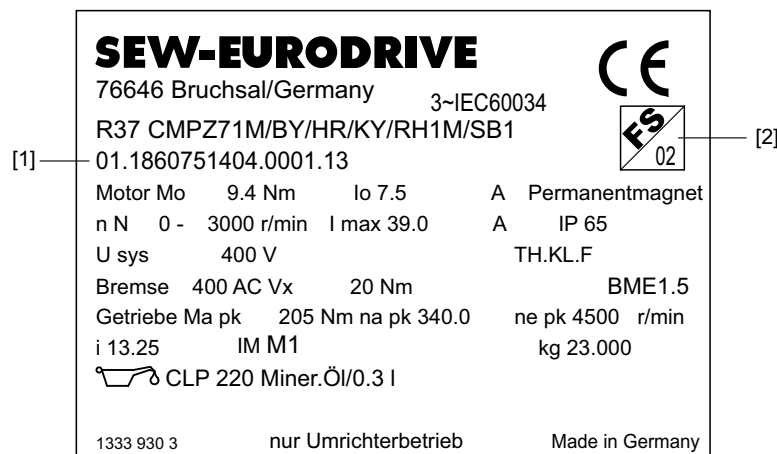 SEW-EURODRIVE CE
76646 Bruchsal/Germany 3~IEC60034
R37 CMPZ71M/BY/HR/KY/RH1M/SB1 FS 02 [2]
[1] 01.1860751404.0001.13
Motor Mo 9.4 Nm Io 7.5 A Permanentmagnet
n N 0 - 3000 r/min I max 39.0 A IP 65
U sys 400 V TH.KL.F
Bremse 400 AC Vx 20 Nm BME1.5
Getriebe Ma pk 205 Nm na pk 340.0 ne pk 4500 r/min
i 13.25 IM M1 kg 23.000
CLP 220 Miner.Öl/0.3 l
1333 930 3 nur Umrichterbetrieb Made in Germany